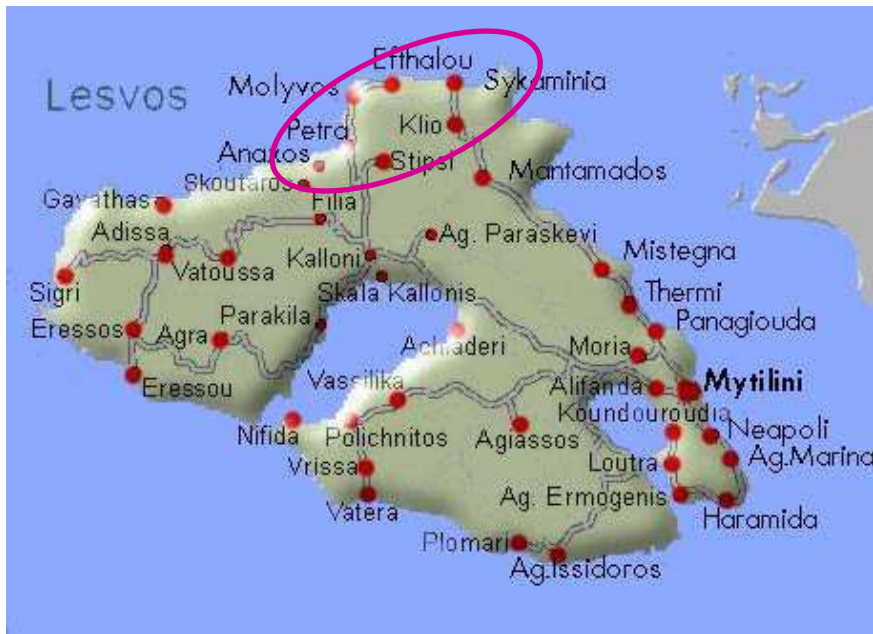 Lesvos
Efthalou
Molyvos
Sykaminia
Petra
Klio
Anaxos
Stipsi
Skoutaros
Mantamados
Gavathas
Filia
Adissa
Ag. Paraskevi
Vatoussa
Kalloni
Mistegna
Sigri
Skala Kallonis
Thermi
Eressos
Agra
Parakila
Panagiouda
Achladeri
Moria
Eressou
Vassilika
Alifanda
Mytilini
Koundouroudia
Nifida
Polichnitos
Agiassos
Neapoli
Vrissa
Loutra
Ag.Marina
Vatera
Ag. Ermogenis
Haramida
Plomari
Ag.Issidoros